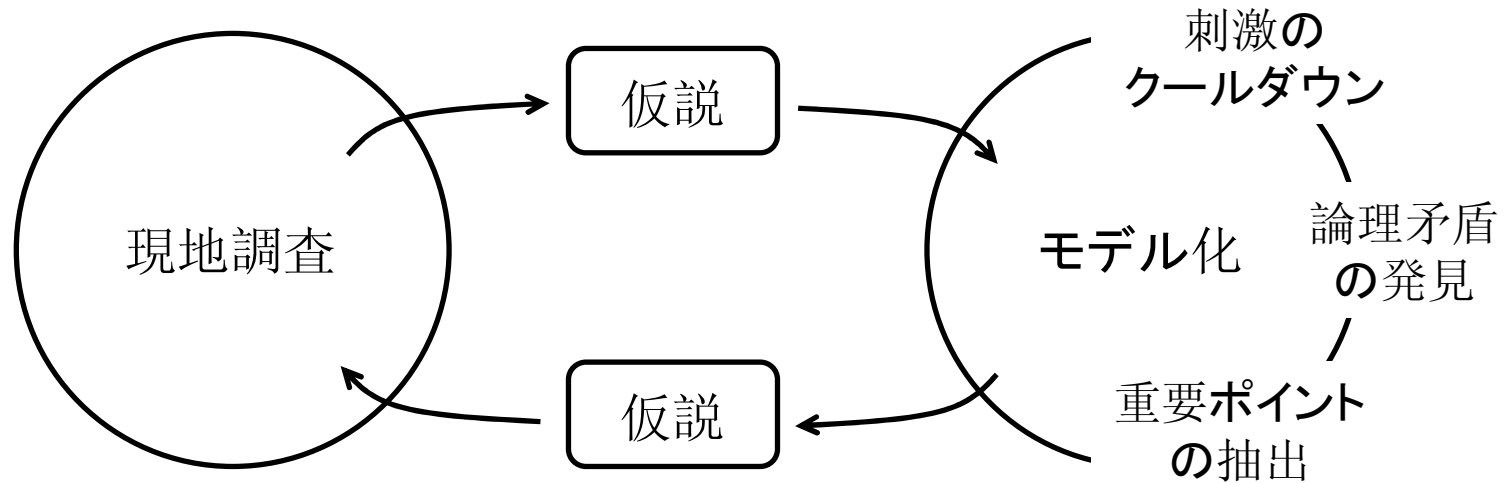 現地調査
仮説
仮説
モデル化
刺激の
クールダウン
論理矛盾
の発見
重要ポイント
の抽出